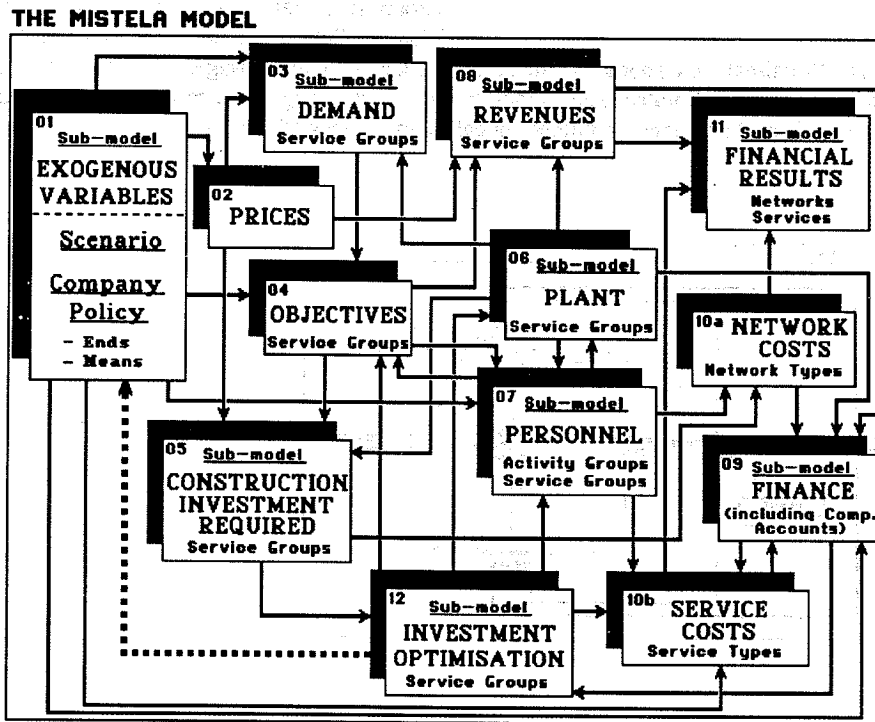 THE MISTELA MODEL
01
Sub-model
EXOGENOUS
VARIABLES
Scenario
Company
Policy
- Ends
- Means
02
PRICES
03
Sub-model
DEMAND
Service Groups
04
OBJECTIVES
Service Groups
05
Sub-model
CONSTRUCTION
INVESTMENT
REQUIRED
Service Groups
06
Sub-model
PLANT
Service Groups
07
Sub-model
PERSONNEL
Activity Groups
Service Groups
08
Sub-model
REVENUES
Service Groups
09
Sub-model
FINANCE
(including Comp.
Accounts)
10a
NETWORK
COSTS
Network Types
10b
SERVICE
COSTS
Service Types
11
Sub-model
FINANCIAL
RESULTS
Networks
Services
12
Sub-model
INVESTMENT
OPTIMISATION
Service Groups